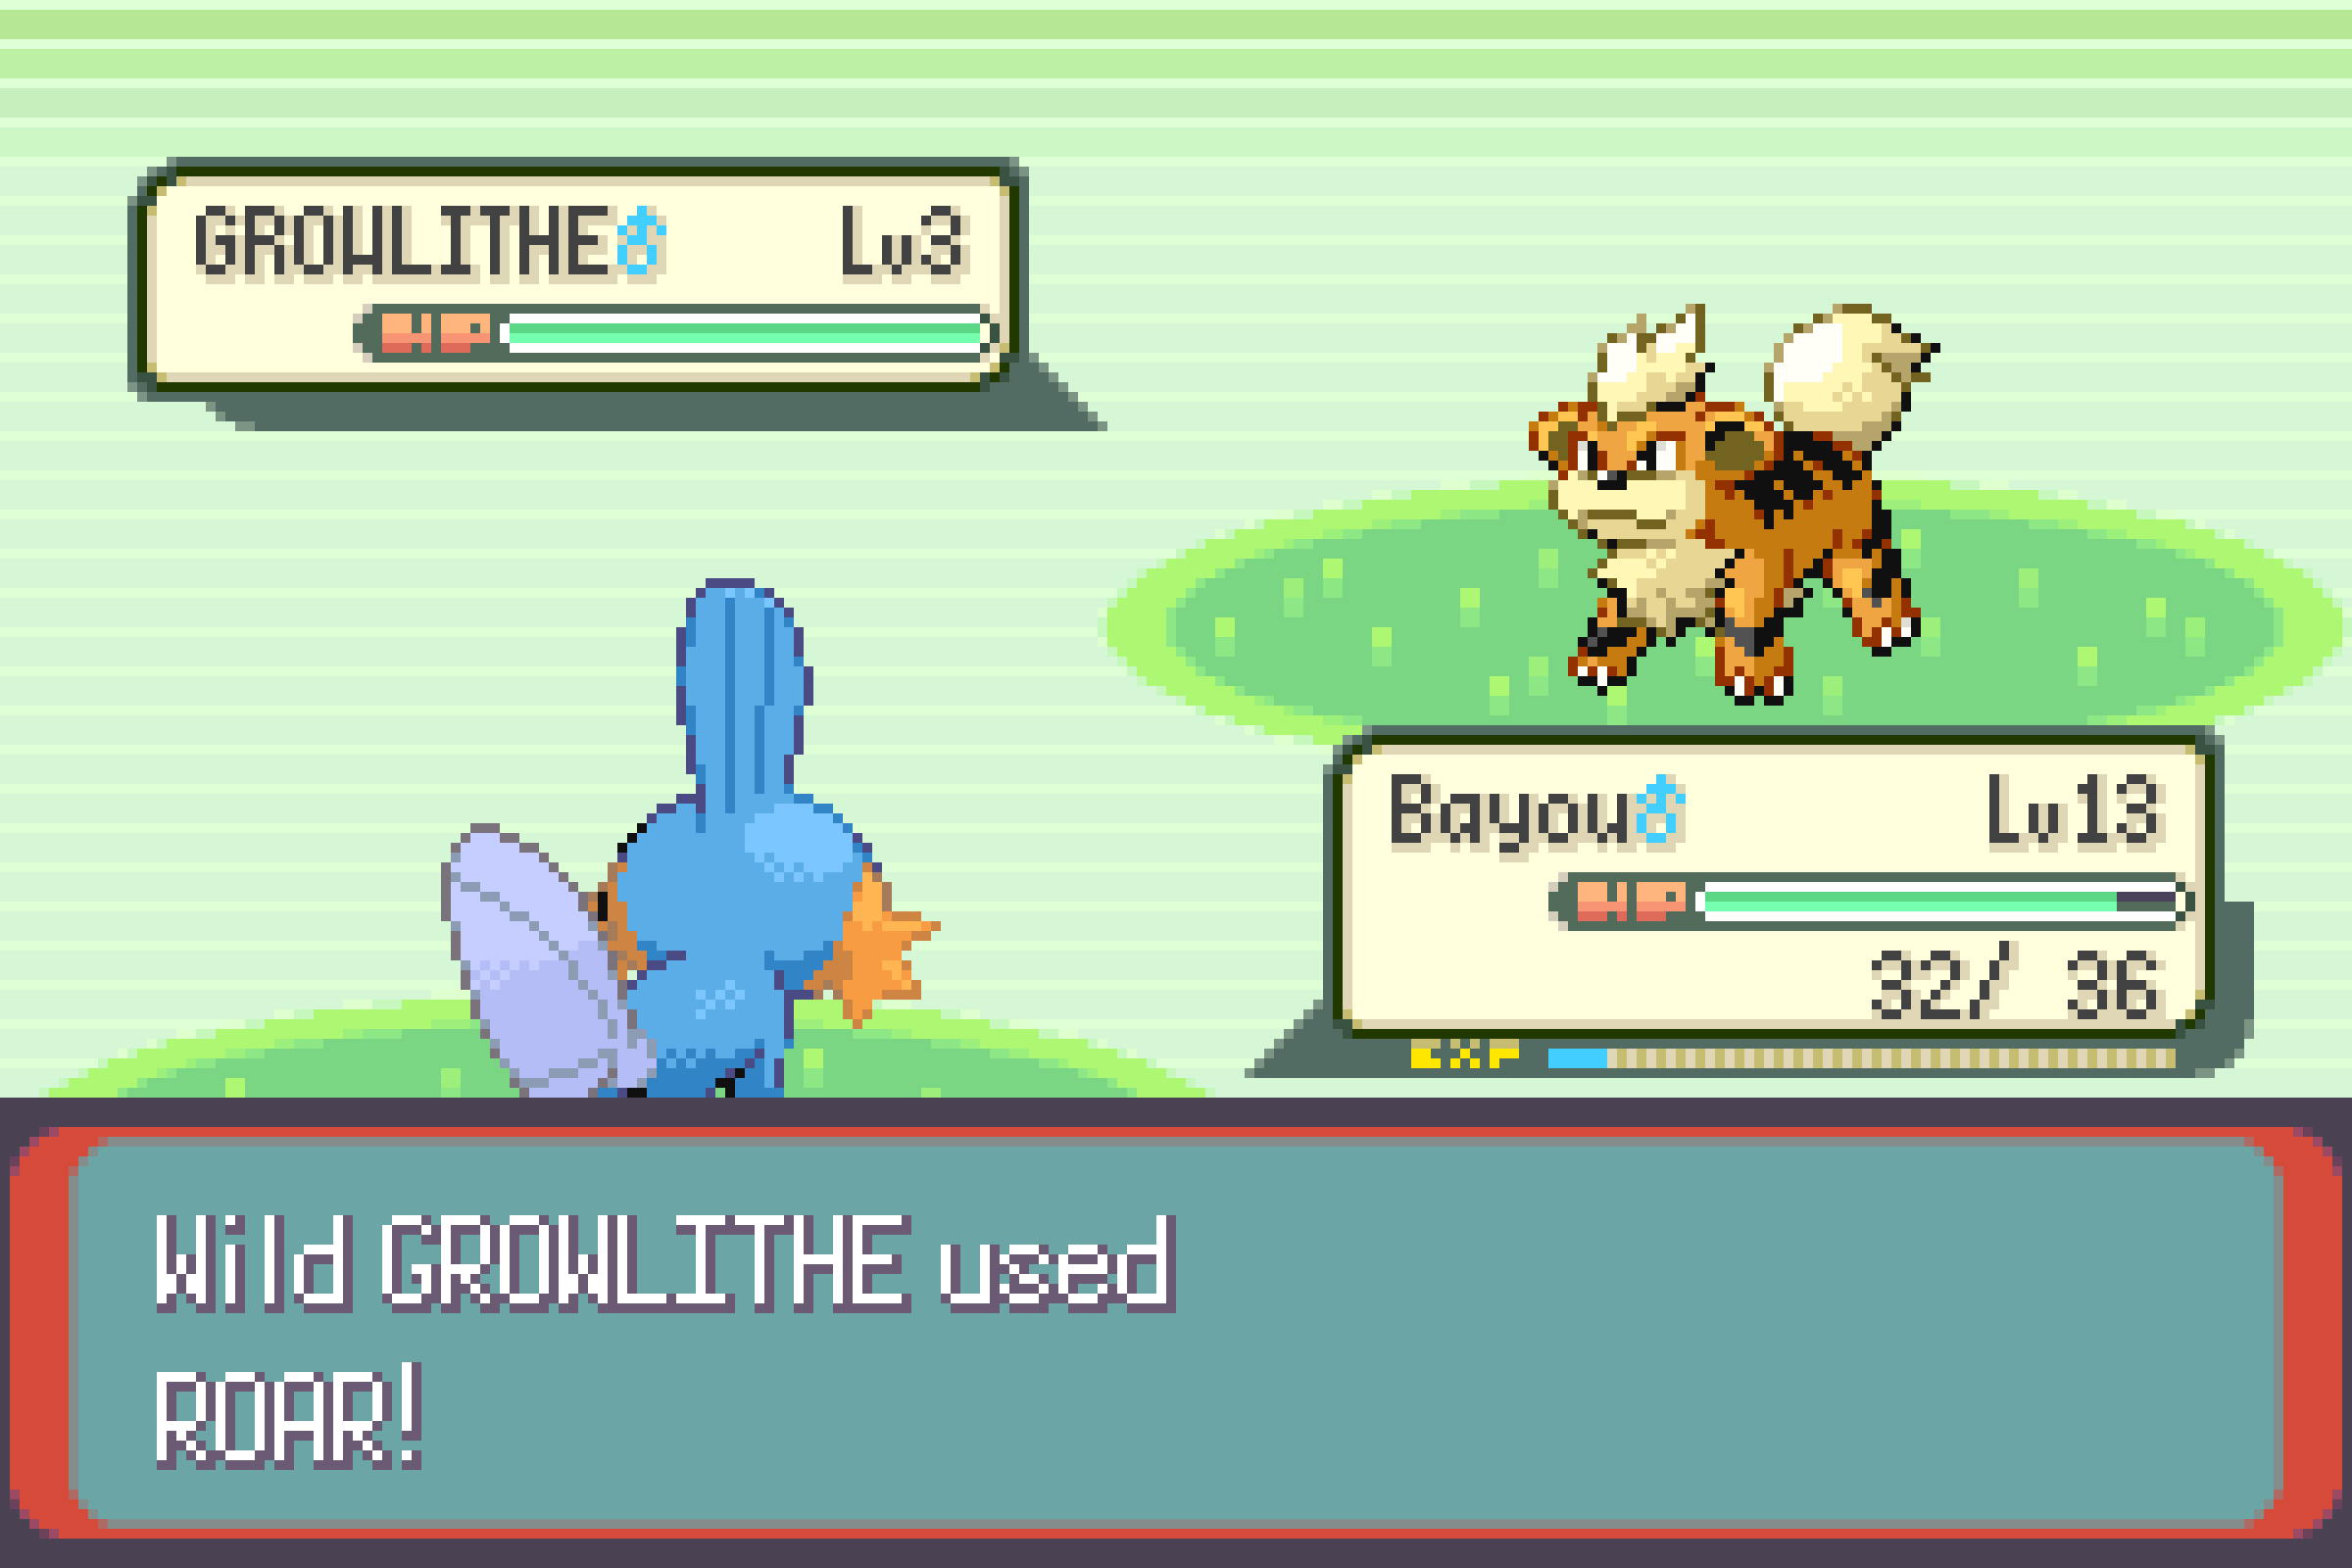 GROWLITHE♂ Lv3
HP
Bayou♂ Lv13
HP
32/ 36
EXP
Wild GROWLITHE used
ROAR!